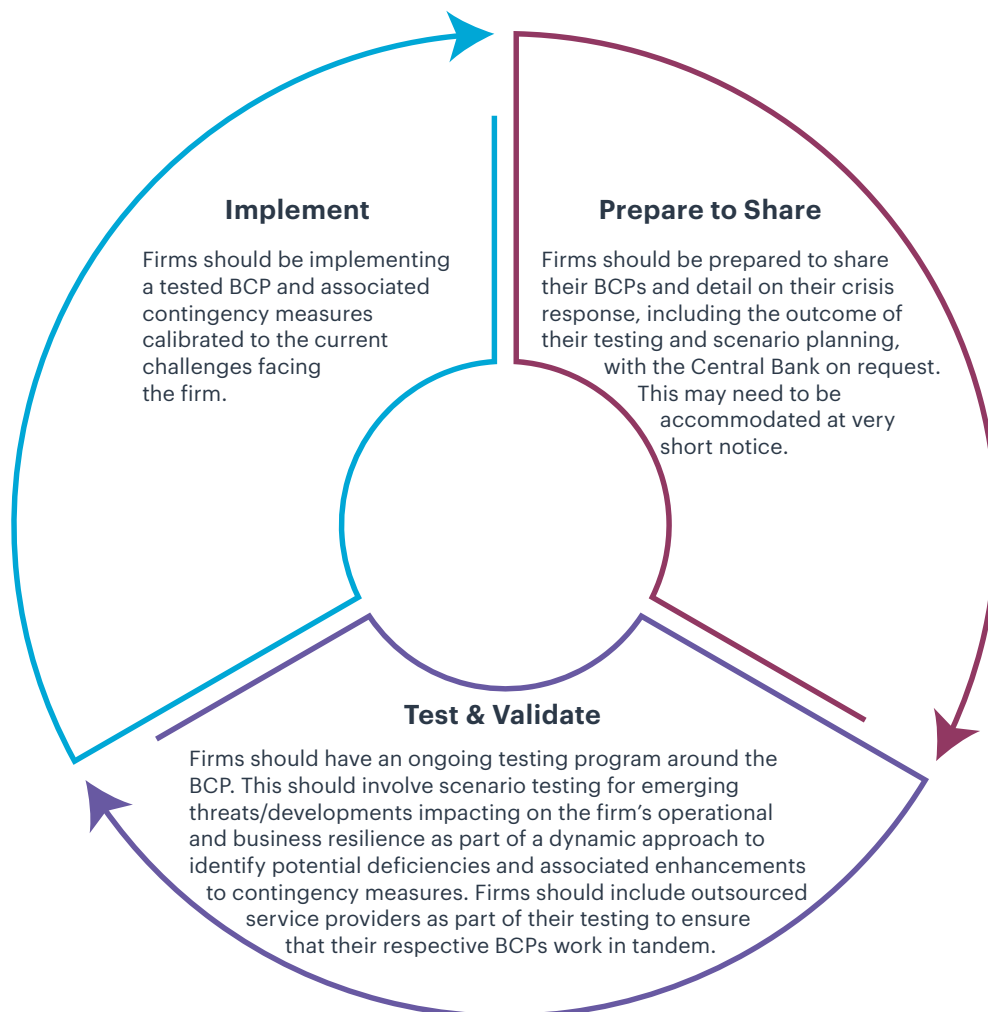 Implement
Firms should be implementing
a tested BCP and associated
contingency measures
calibrated to the current
challenges facing
the firm.
Prepare to Share
Firms should be prepared to share
their BCPs and detail on their crisis
response, including the outcome of
their testing and scenario planning,
with the Central Bank on request.
This may need to be
accommodated at very
short notice.
Test & Validate
Firms should have an ongoing testing program around the
BCP. This should involve scenario testing for emerging
threats/developments impacting on the firm’s operational
and business resilience as part of a dynamic approach to
identify potential deficiencies and associated enhancements
to contingency measures. Firms should include outsourced
service providers as part of their testing to ensure
that their respective BCPs work in tandem.